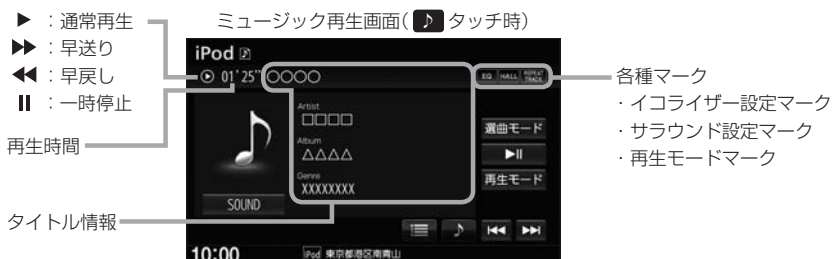 ▶ ：通常再生
▶▶ ：早送り
◀◀ ：早戻し
II ：一時停止
再生時間
タイトル情報
ミュージック再生画面(♪タッチ時)
iPod ♪
01'25" ○○○○
EQ HALL REPEAT TRACK
Artist
□□□□
Album
△△△△
Genre
XXXXXXXX
SOUND
選曲モード
▶II
再生モード
10:00 iPod 東京都港区南青山
各種マーク
・イコライザー設定マーク
・サラウンド設定マーク
・再生モードマーク